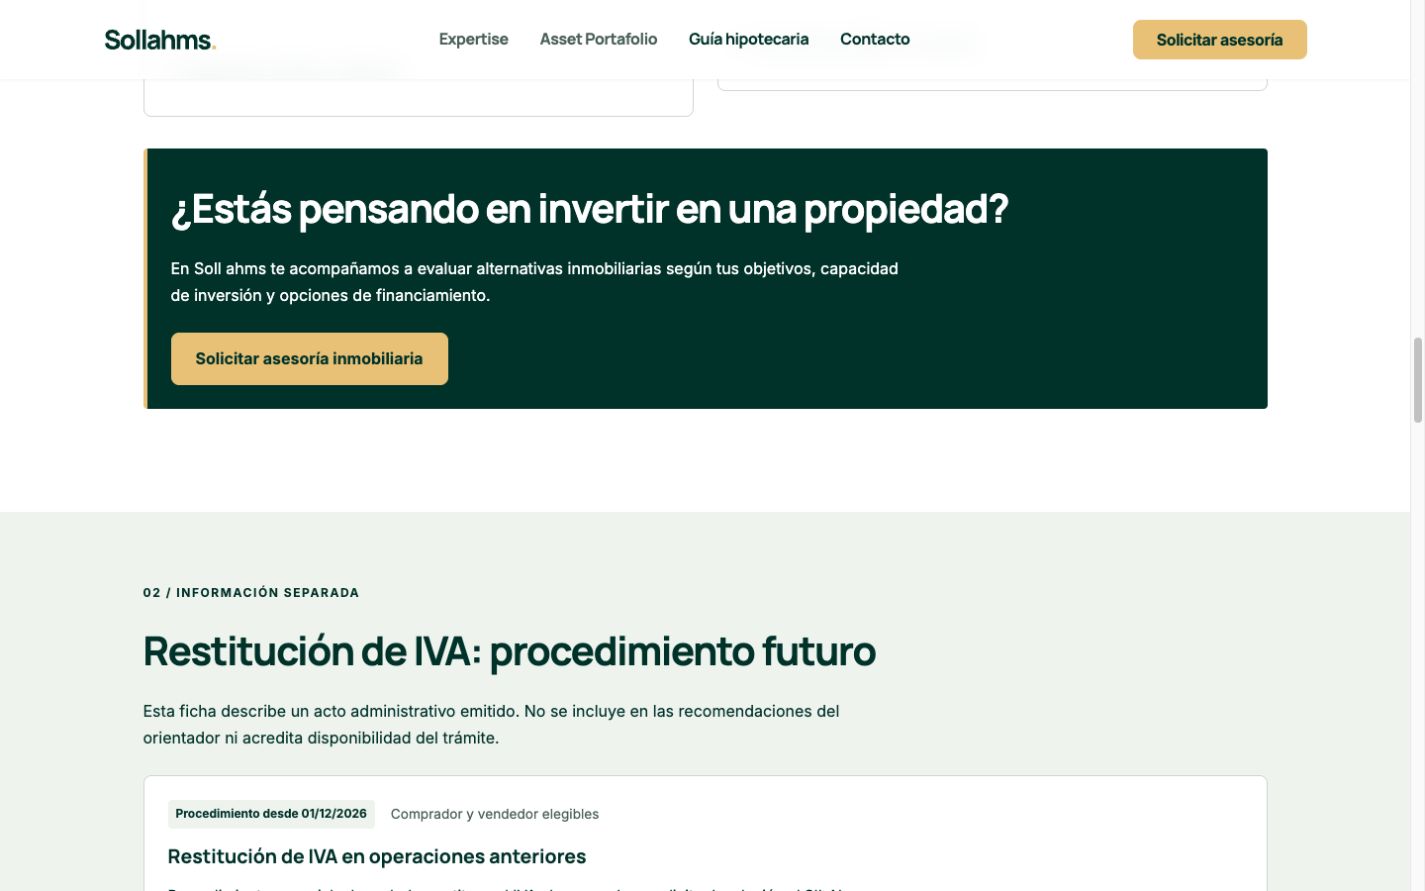 Sollahms.
Expertise
Asset Portafolio
Guía hipotecaria
Contacto
Solicitar asesoría
¿Estás pensando en invertir en una propiedad?
En Soll ahms te acompañamos a evaluar alternativas inmobiliarias según tus objetivos, capacidad
de inversión y opciones de financiamiento.
Solicitar asesoría inmobiliaria
02 / INFORMACIÓN SEPARADA
Restitución de IVA: procedimiento futuro
Esta ficha describe un acto administrativo emitido. No se incluye en las recomendaciones del
orientador ni acredita disponibilidad del trámite.
Procedimiento desde 01/12/2026
Comprador y vendedor elegibles
Restitución de IVA en operaciones anteriores